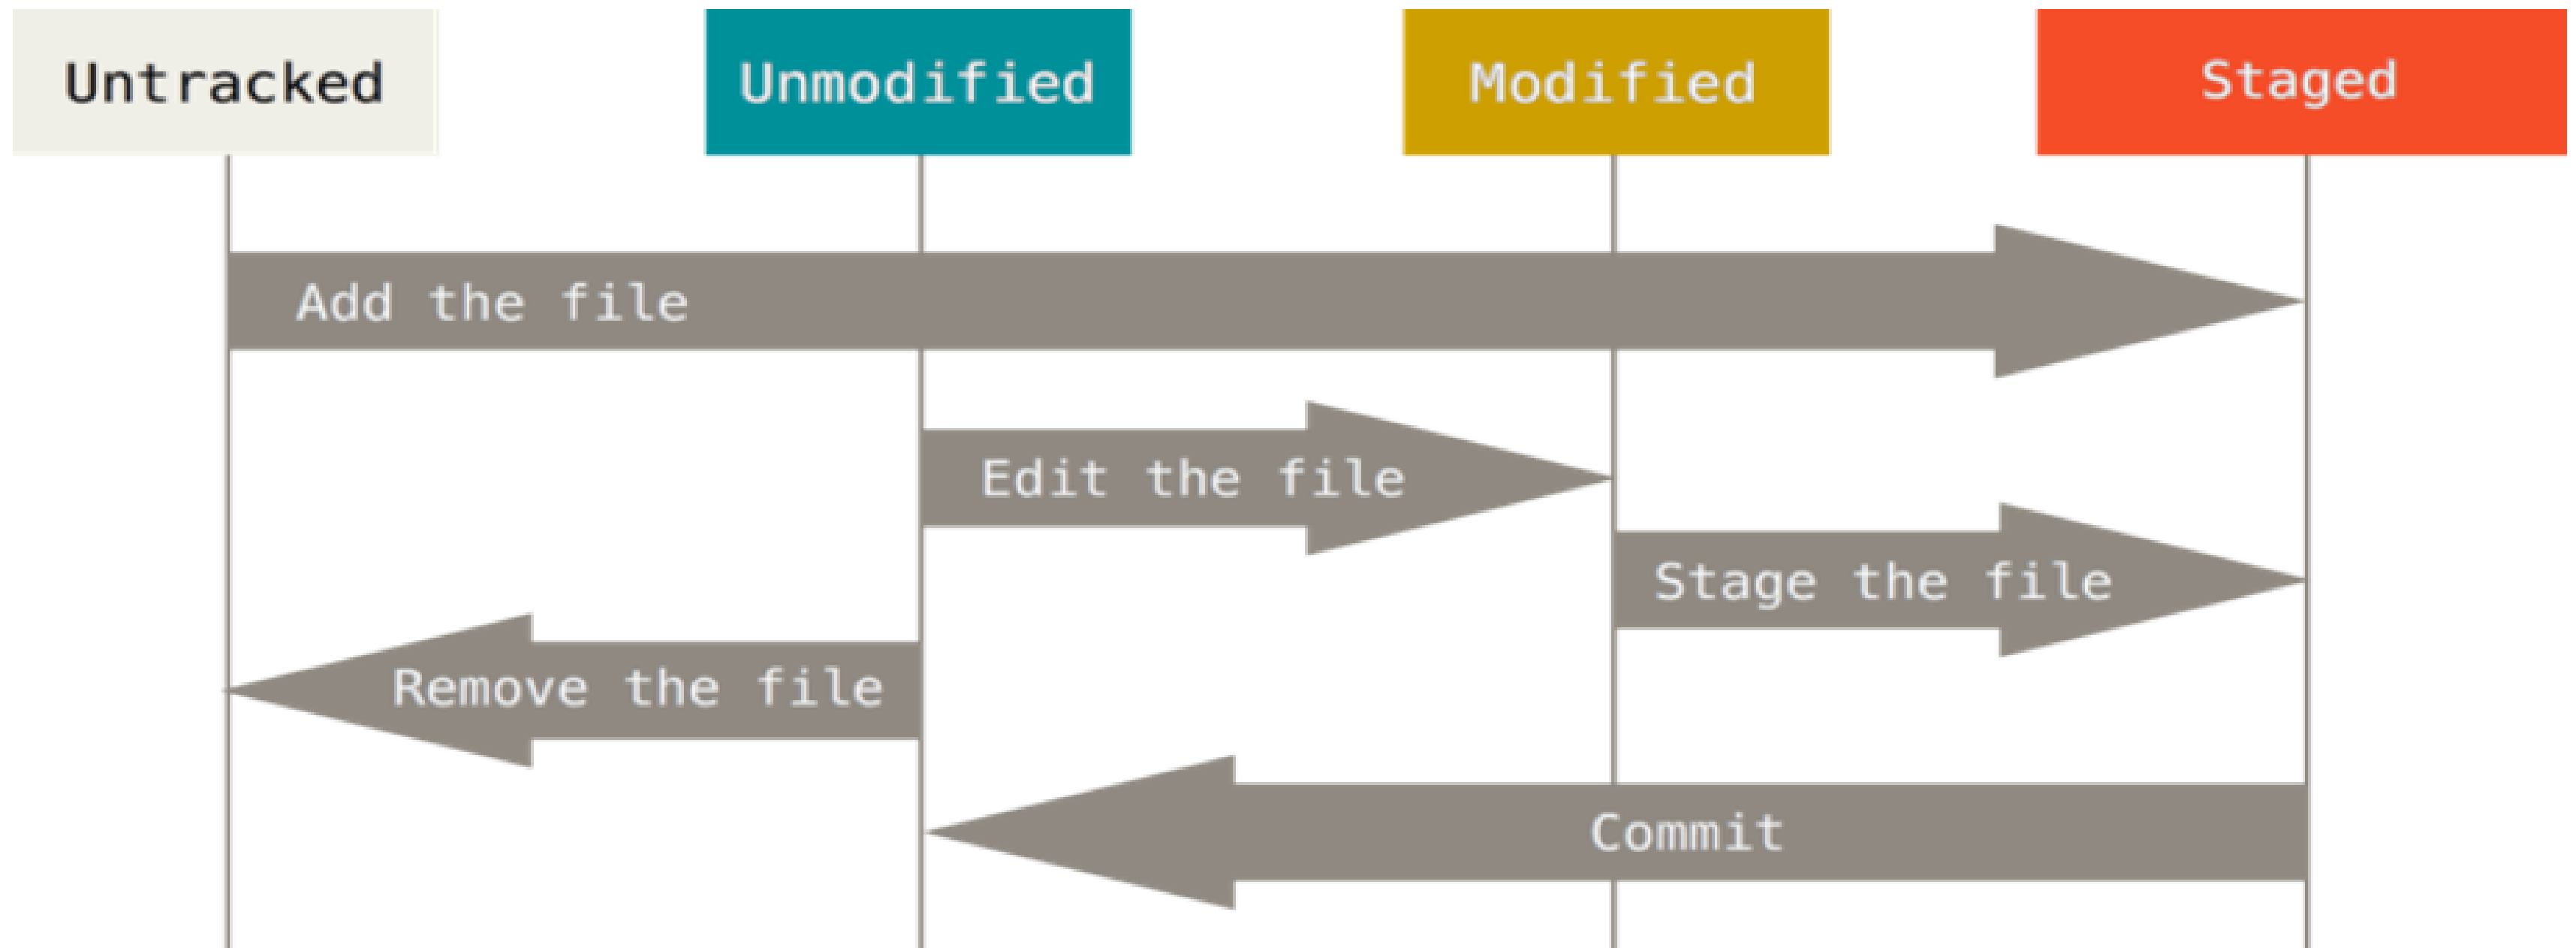 Untracked
Unmodified
Modified
Staged
Add the file
Edit the file
Stage the file
Remove the file
Commit